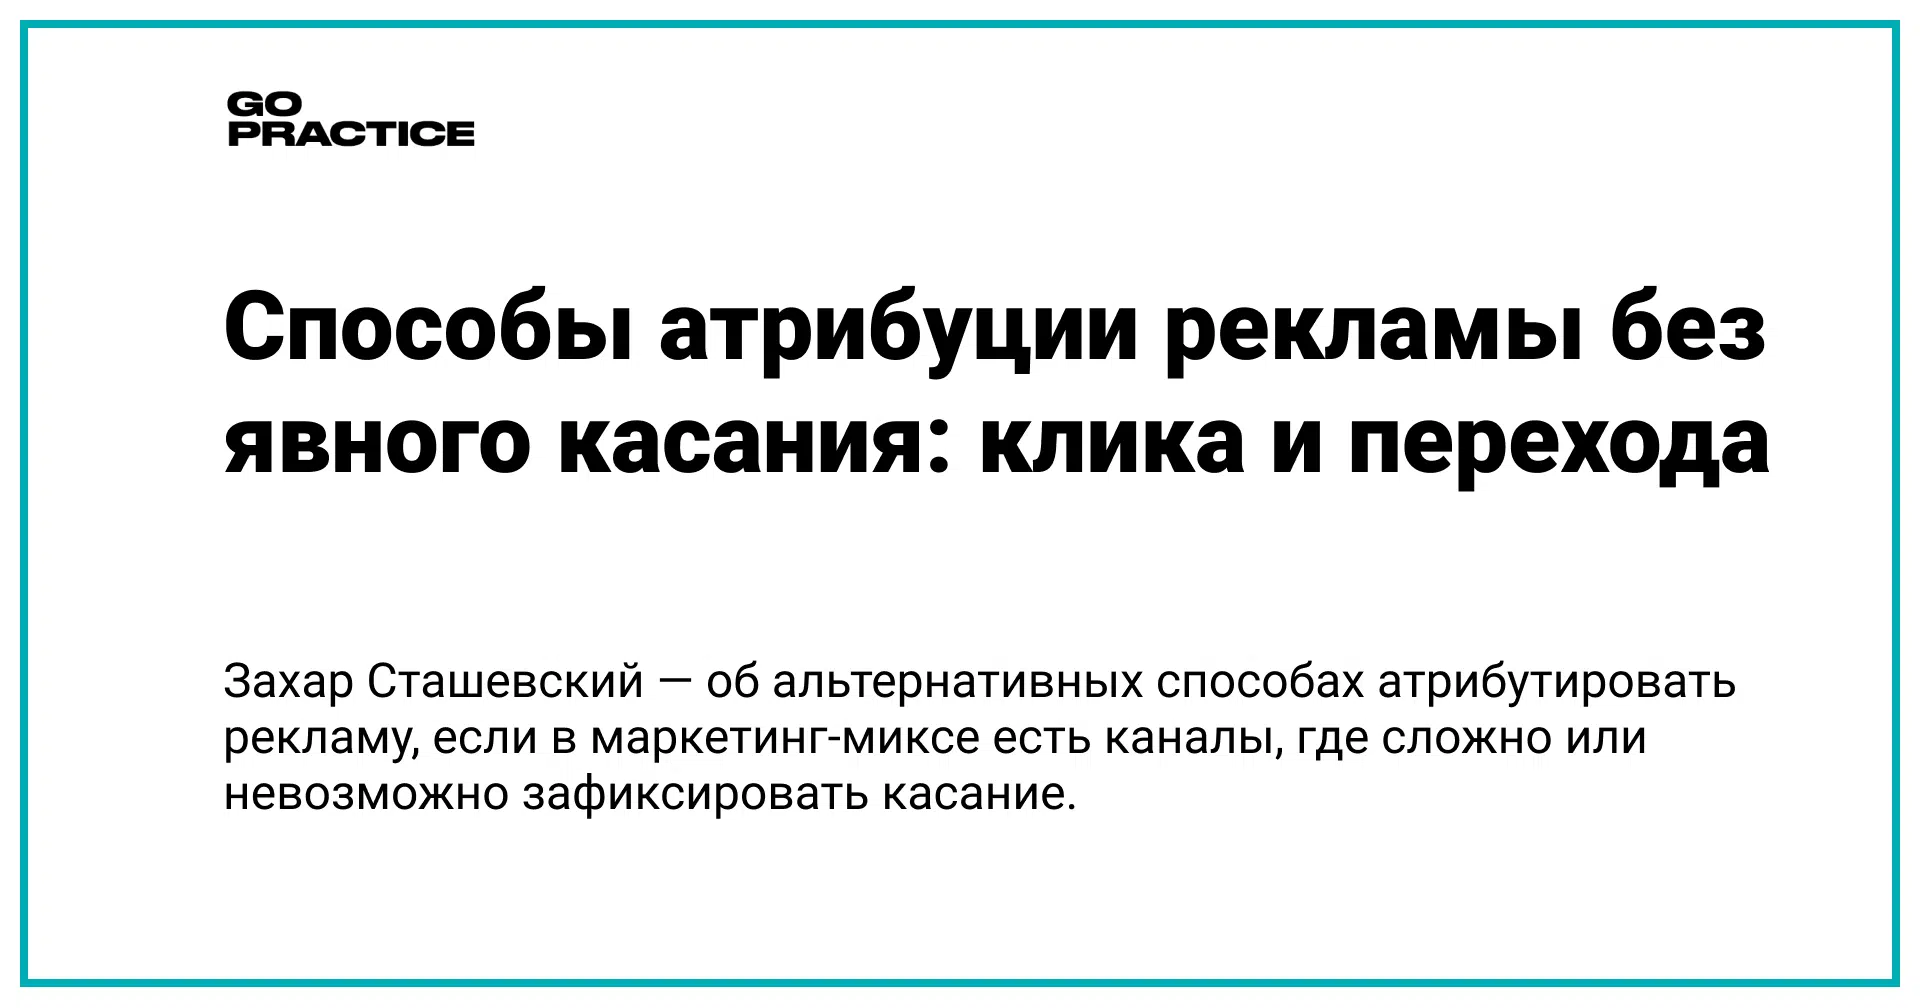 GO
PRACTICE
Способы атрибуции рекламы без
явного касания: клика и перехода
Захар Сташевский — об альтернативных способах атрибутировать
рекламу, если в маркетинг-миксе есть каналы, где сложно или
невозможно зафиксировать касание.